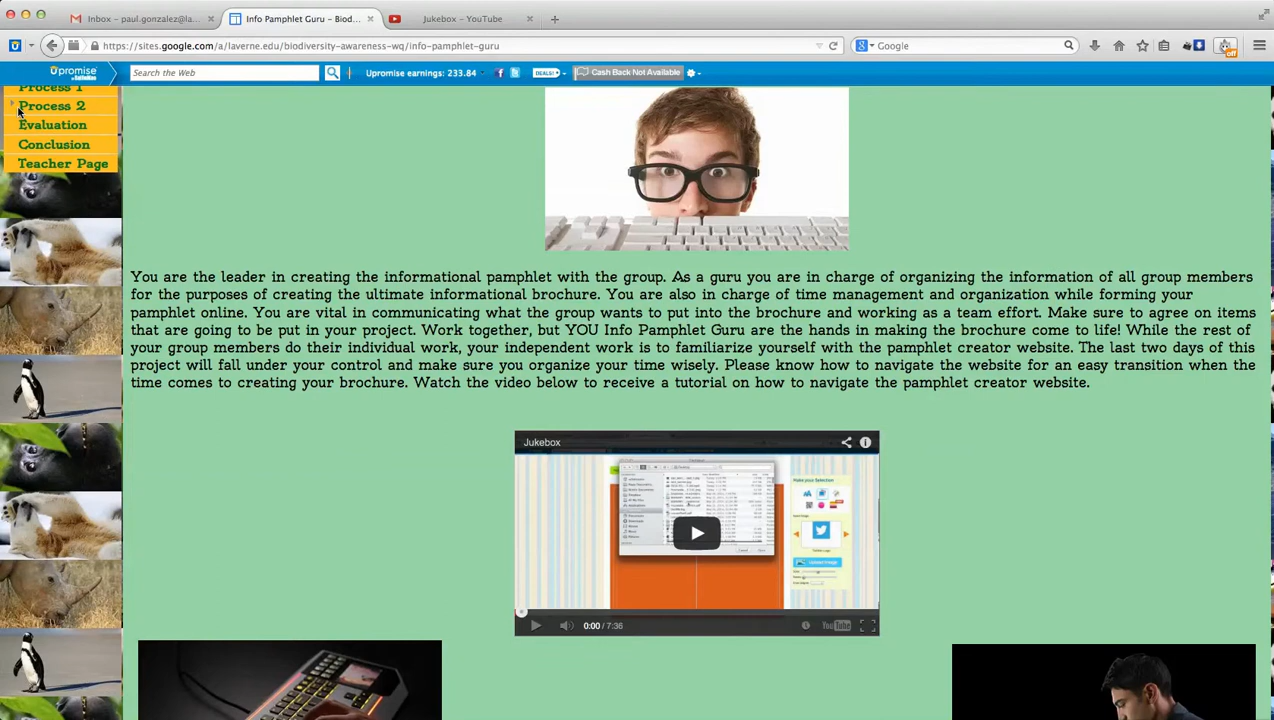 Inbox – paul.gonzalez@la...
Info Pamphlet Guru – Biod...
Jukebox – YouTube
https://sites.google.com/a/laverne.edu/biodiversity-awareness-wq/info-pamphlet-guru
Google
off
Upromise
Search the Web
Upromise earnings: 233.84
DEALS!
Cash Back Not Available
Process 1
Process 2
Evaluation
Conclusion
Teacher Page
You are the leader in creating the informational pamphlet with the group. As a guru you are in charge of organizing the information of all group members
for the purposes of creating the ultimate informational brochure. You are also in charge of time management and organization while forming your
pamphlet online. You are vital in communicating what the group wants to put into the brochure and working as a team effort. Make sure to agree on items
that are going to be put in your project. Work together, but YOU Info Pamphlet Guru are the hands in making the brochure come to life! While the rest of
your group members do their individual work, your independent work is to familiarize yourself with the pamphlet creator website. The last two days of this
project will fall under your control and make sure you organize your time wisely. Please know how to navigate the website for an easy transition when the
time comes to creating your brochure. Watch the video below to receive a tutorial on how to navigate the pamphlet creator website.
Jukebox
Make your Selection
0:00 / 7:36
YouTube